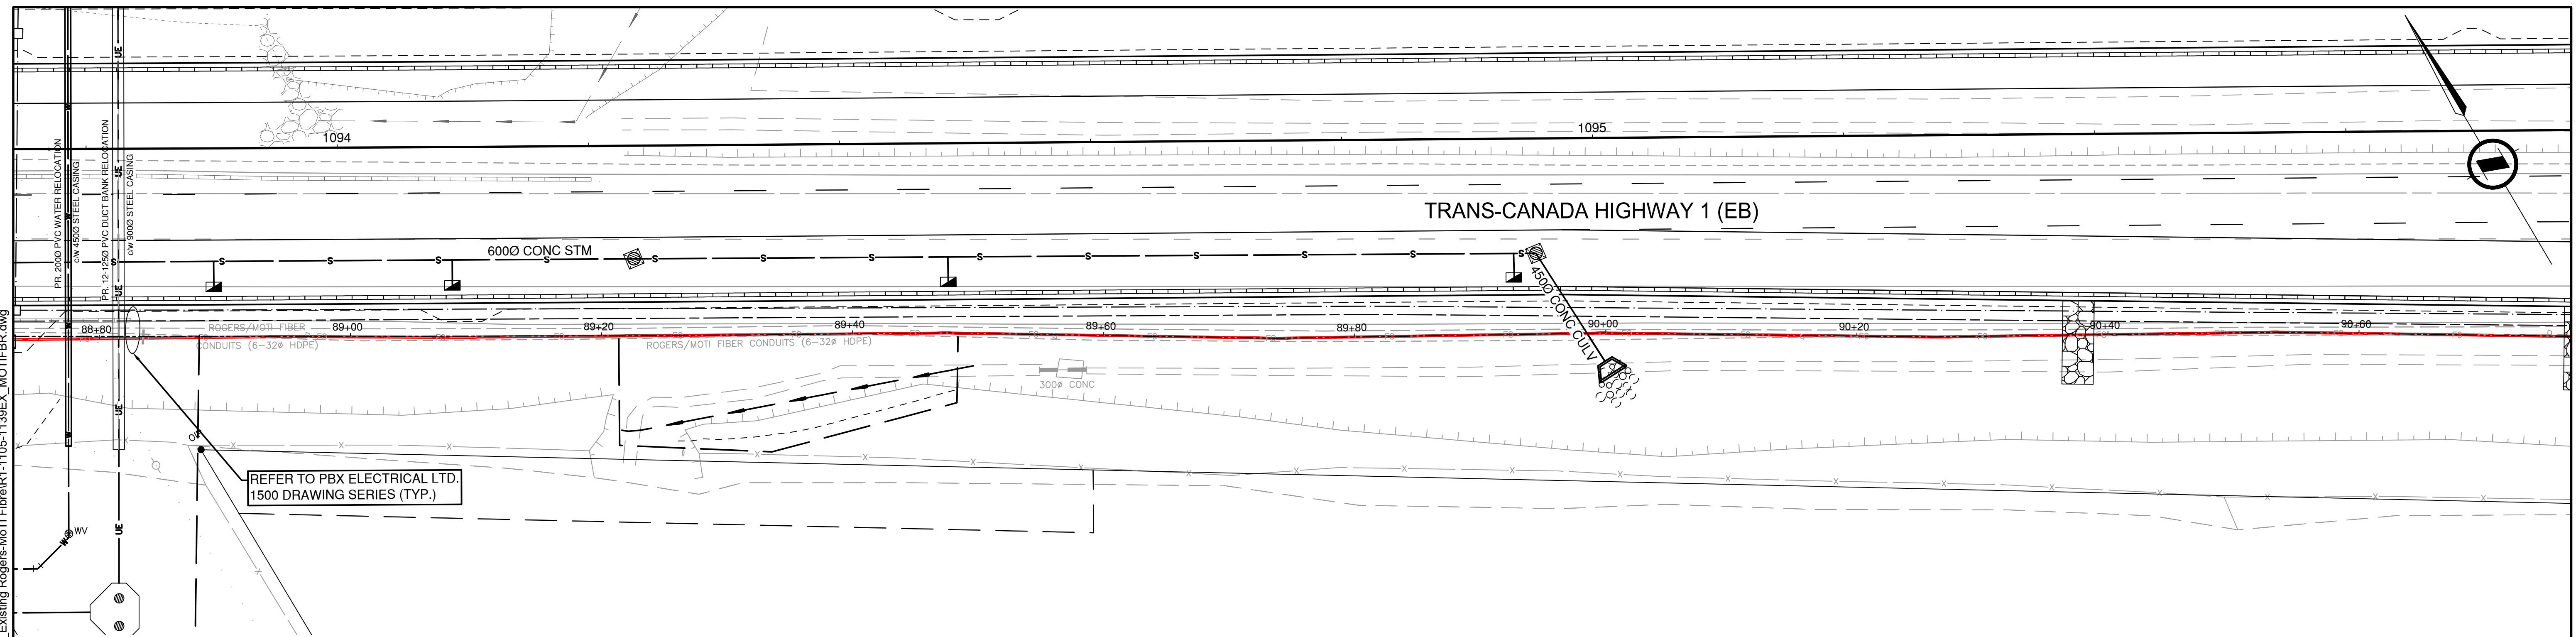 1094
1095
TRANS-CANADA HIGHWAY 1 (EB)
PR. 200Ø PVC WATER RELOCATION
c/w 450Ø STEEL CASING
PR. 12-125Ø PVC DUCT BANK RELOCATION
c/w 900Ø STEEL CASING
600Ø CONC STM
450Ø CONC CULV
88+80
89+00
89+20
89+40
89+60
89+80
90+00
90+20
90+40
90+60
ROGERS/MOTI FIBER
CONDUITS (6-32ø HDPE)
ROGERS/MOTI FIBER CONDUITS (6-32ø HDPE)
300ø CONC
REFER TO PBX ELECTRICAL LTD.
1500 DRAWING SERIES (TYP.)
WV